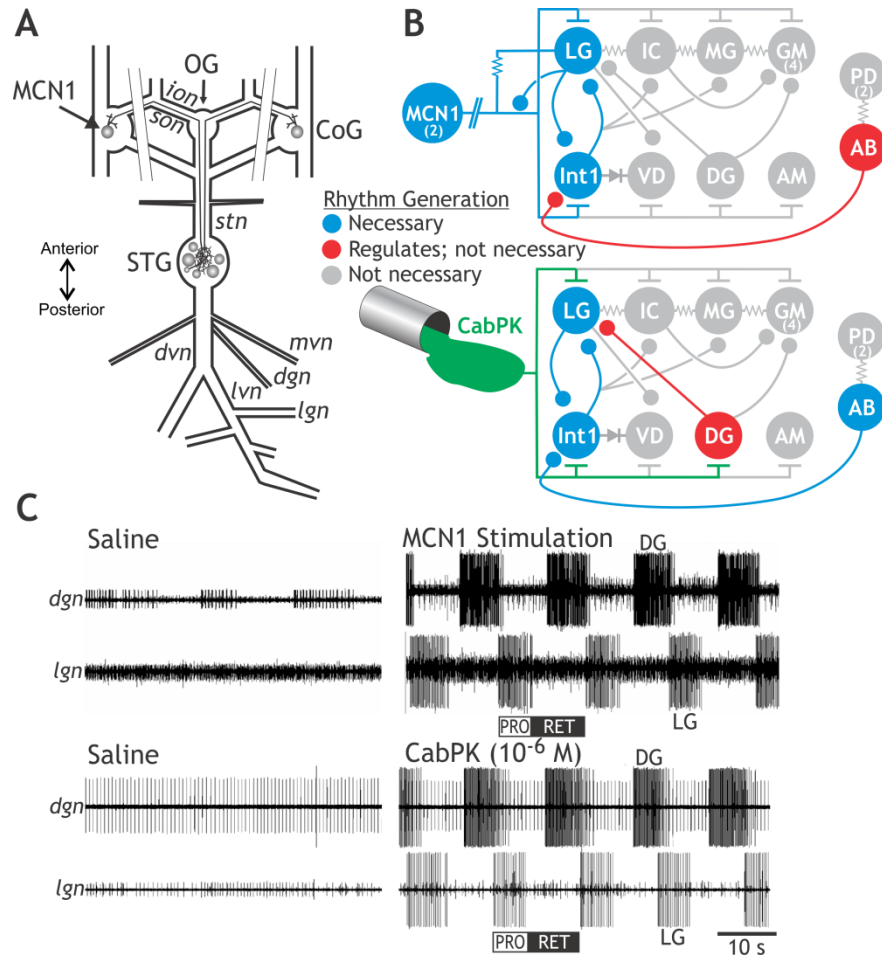 A
OG
MCN1
ion
son
CoG
stn
Anterior
STG
Posterior
mvn
dvn
dgn
lvn
lgn
B
LG
IC
MG
GM
(4)
PD
(2)
MCN1
(2)
AB
Int1
VD
DG
AM
Rhythm Generation
Necessary
Regulates; not necessary
Not necessary
CabPK
LG
IC
MG
GM
(4)
PD
(2)
AB
Int1
VD
DG
AM
C
Saline
MCN1 Stimulation
DG
dgn
lgn
PRO RET
LG
Saline
CabPK (10-6 M)
DG
dgn
lgn
PRO RET
LG
10 s